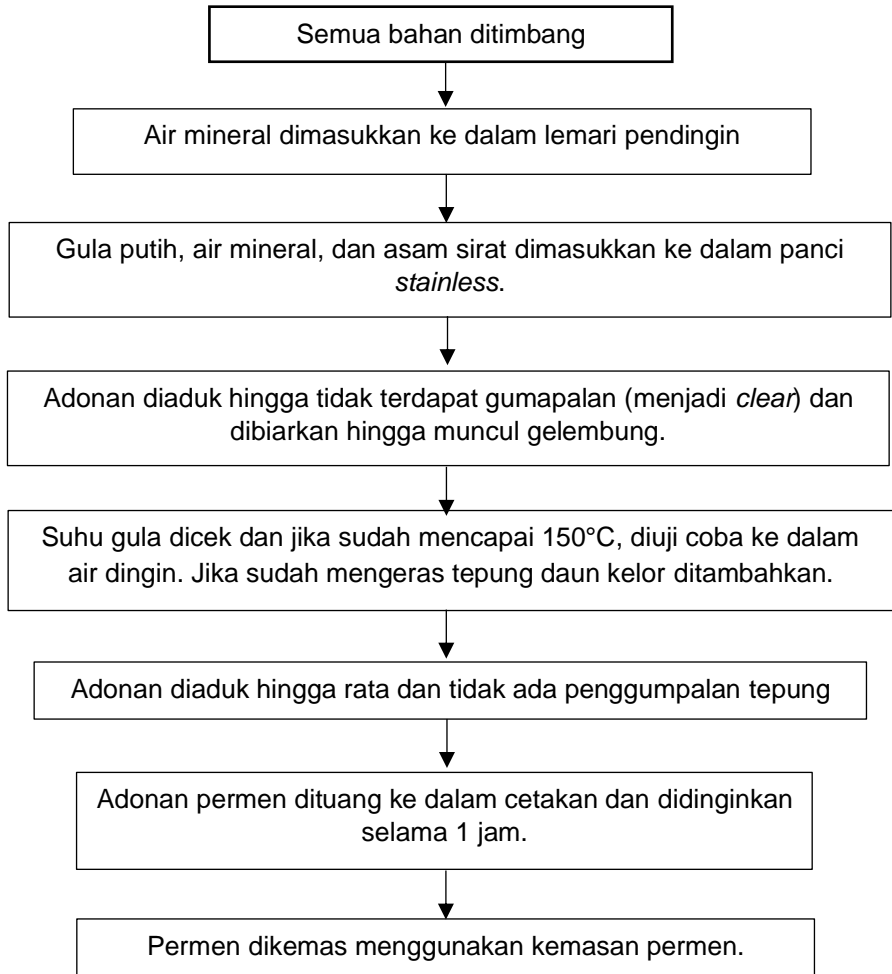 Semua bahan ditimbang
Air mineral dimasukkan ke dalam lemari pendingin
Gula putih, air mineral, dan asam sirat dimasukkan ke dalam panci
stainless.
Adonan diaduk hingga tidak terdapat gumapalan (menjadi clear) dan
dibiarkan hingga muncul gelembung.
Suhu gula dicek dan jika sudah mencapai 150°C, diuji coba ke dalam
air dingin. Jika sudah mengeras tepung daun kelor ditambahkan.
Adonan diaduk hingga rata dan tidak ada penggumpalan tepung
Adonan permen dituang ke dalam cetakan dan didinginkan
selama 1 jam.
Permen dikemas menggunakan kemasan permen.